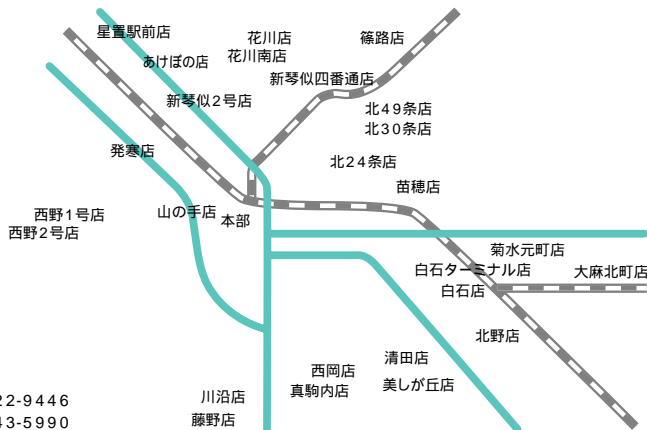 星置駅前店
花川店
篠路店
あけぼの店
花川南店
新琴似四番通店
新琴似2号店
北49条店
北30条店
発寒店
北24条店
苗穂店
西野1号店
山の手店
本部
西野2号店
菊水元町店
白石ターミナル店
大麻北町店
白石店
北野店
清田店
西岡店
美しが丘店
真駒内店
川沿店
藤野店
22-9446
43-5990